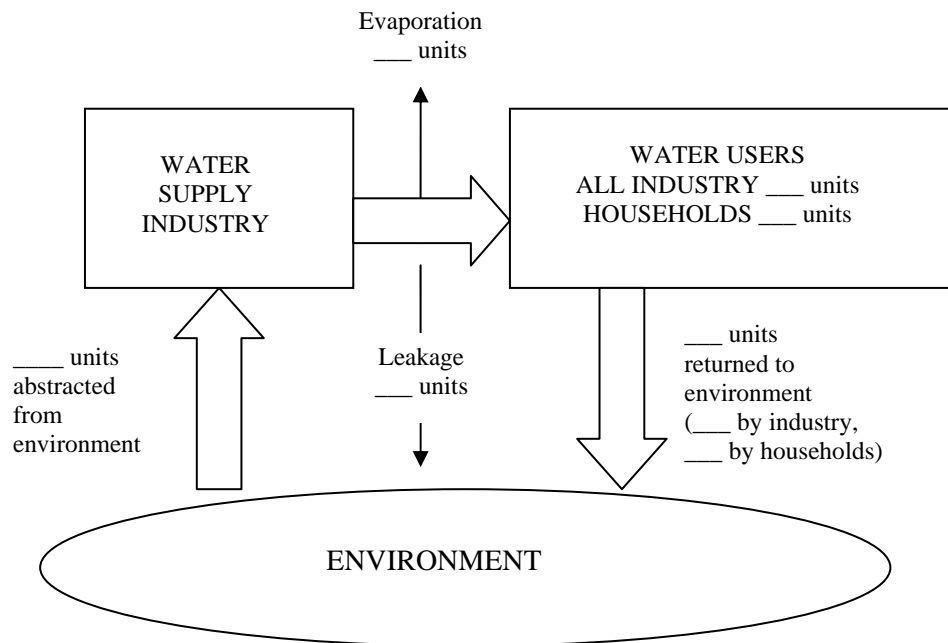 Evaporation
___ units
WATER
SUPPLY
INDUSTRY
WATER USERS
ALL INDUSTRY ___ units
HOUSEHOLDS ___ units
____ units
abstracted
from
environment
Leakage
___ units
___ units
returned to
environment
(___ by industry,
___ by households)
ENVIRONMENT